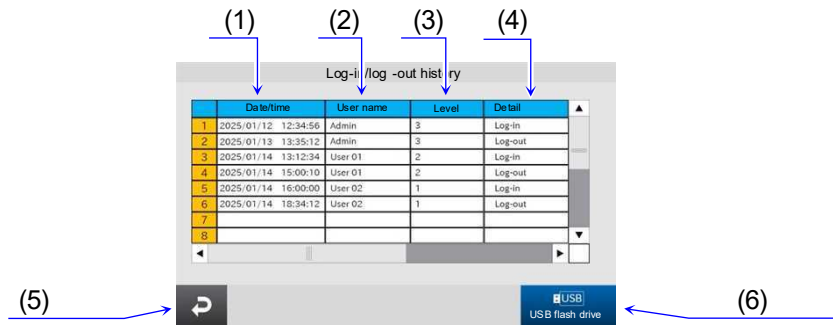 (1) (2) (3) (4)
Log-in/log -out history
Date/time User name Level Detail
1 2025/01/12 12:34:56 Admin 3 Log-in
2 2025/01/13 13:35:12 Admin 3 Log-out
3 2025/01/14 13:12:34 User 01 2 Log-in
4 2025/01/14 15:00:10 User 01 2 Log-out
5 2025/01/14 16:00:00 User 02 1 Log-in
6 2025/01/14 18:34:12 User 02 1 Log-out
7
8
(5) (6)
USB
USB flash drive